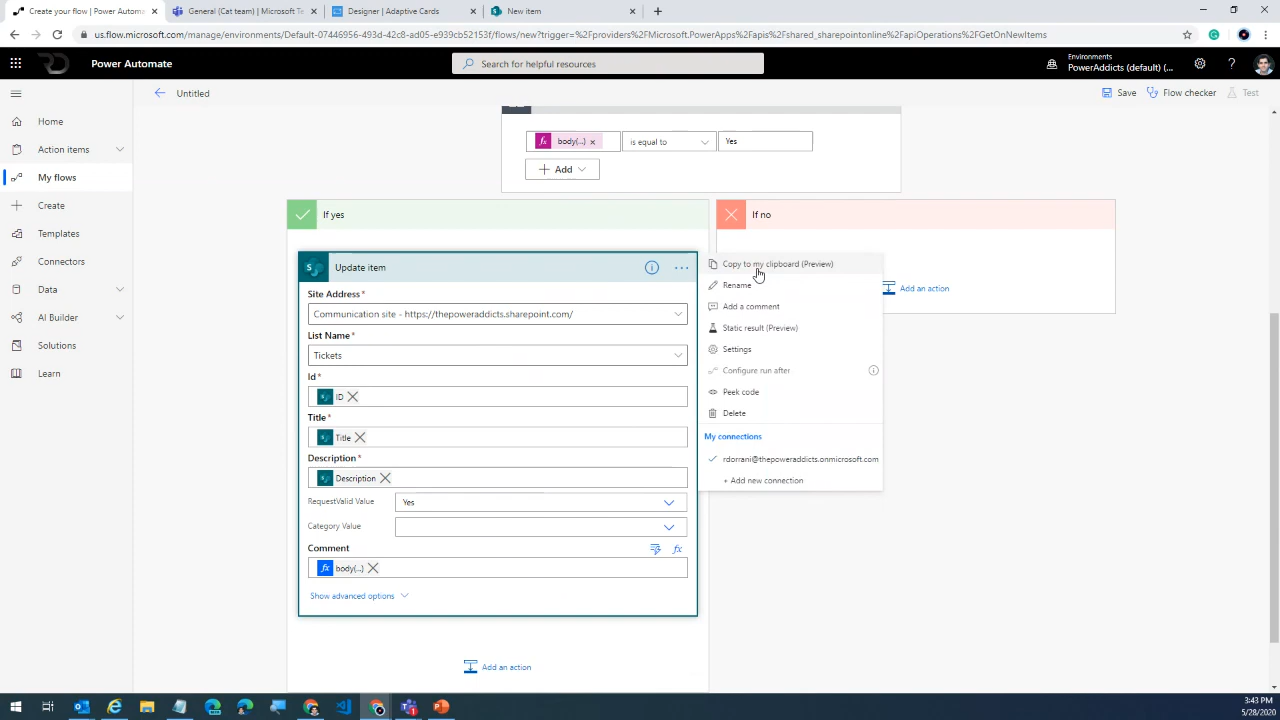 Create your flow | Power Automate
General (Cat team) | Microsoft Te
Designer | Adaptive Cards
New item
us.flow.microsoft.com/manage/environments/Default-07446956-493d-42c8-ad05-e939cb52153f/flows/new?trigger=%2Fproviders%2FMicrosoft.PowerApps%2Fapis%2Fshared_sharepointonline%2FapiOperations%2FGetOnNewItems
Power Automate
Search for helpful resources
Environments
PowerAddicts (default) (...
Untitled
Save
Flow checker
Test
Home
Action items
My flows
Create
Templates
Connectors
Data
AI Builder
Solutions
Learn
fx body(...) x
is equal to
Yes
+ Add
If yes
If no
Update item
Site Address *
Communication site - https://thepoweraddicts.sharepoint.com/
List Name *
Tickets
Id *
ID
Title *
Title
Description *
Description
RequestValid Value
Yes
Category Value
Comment
fx
fx body(...)
Show advanced options
Add an action
Copy to my clipboard (Preview)
Rename
Add a comment
Static result (Preview)
Settings
Configure run after
Peek code
Delete
My connections
rdorrani@thepoweraddicts.onmicrosoft.com
+ Add new connection
Add an action
3:43 PM
5/28/2020